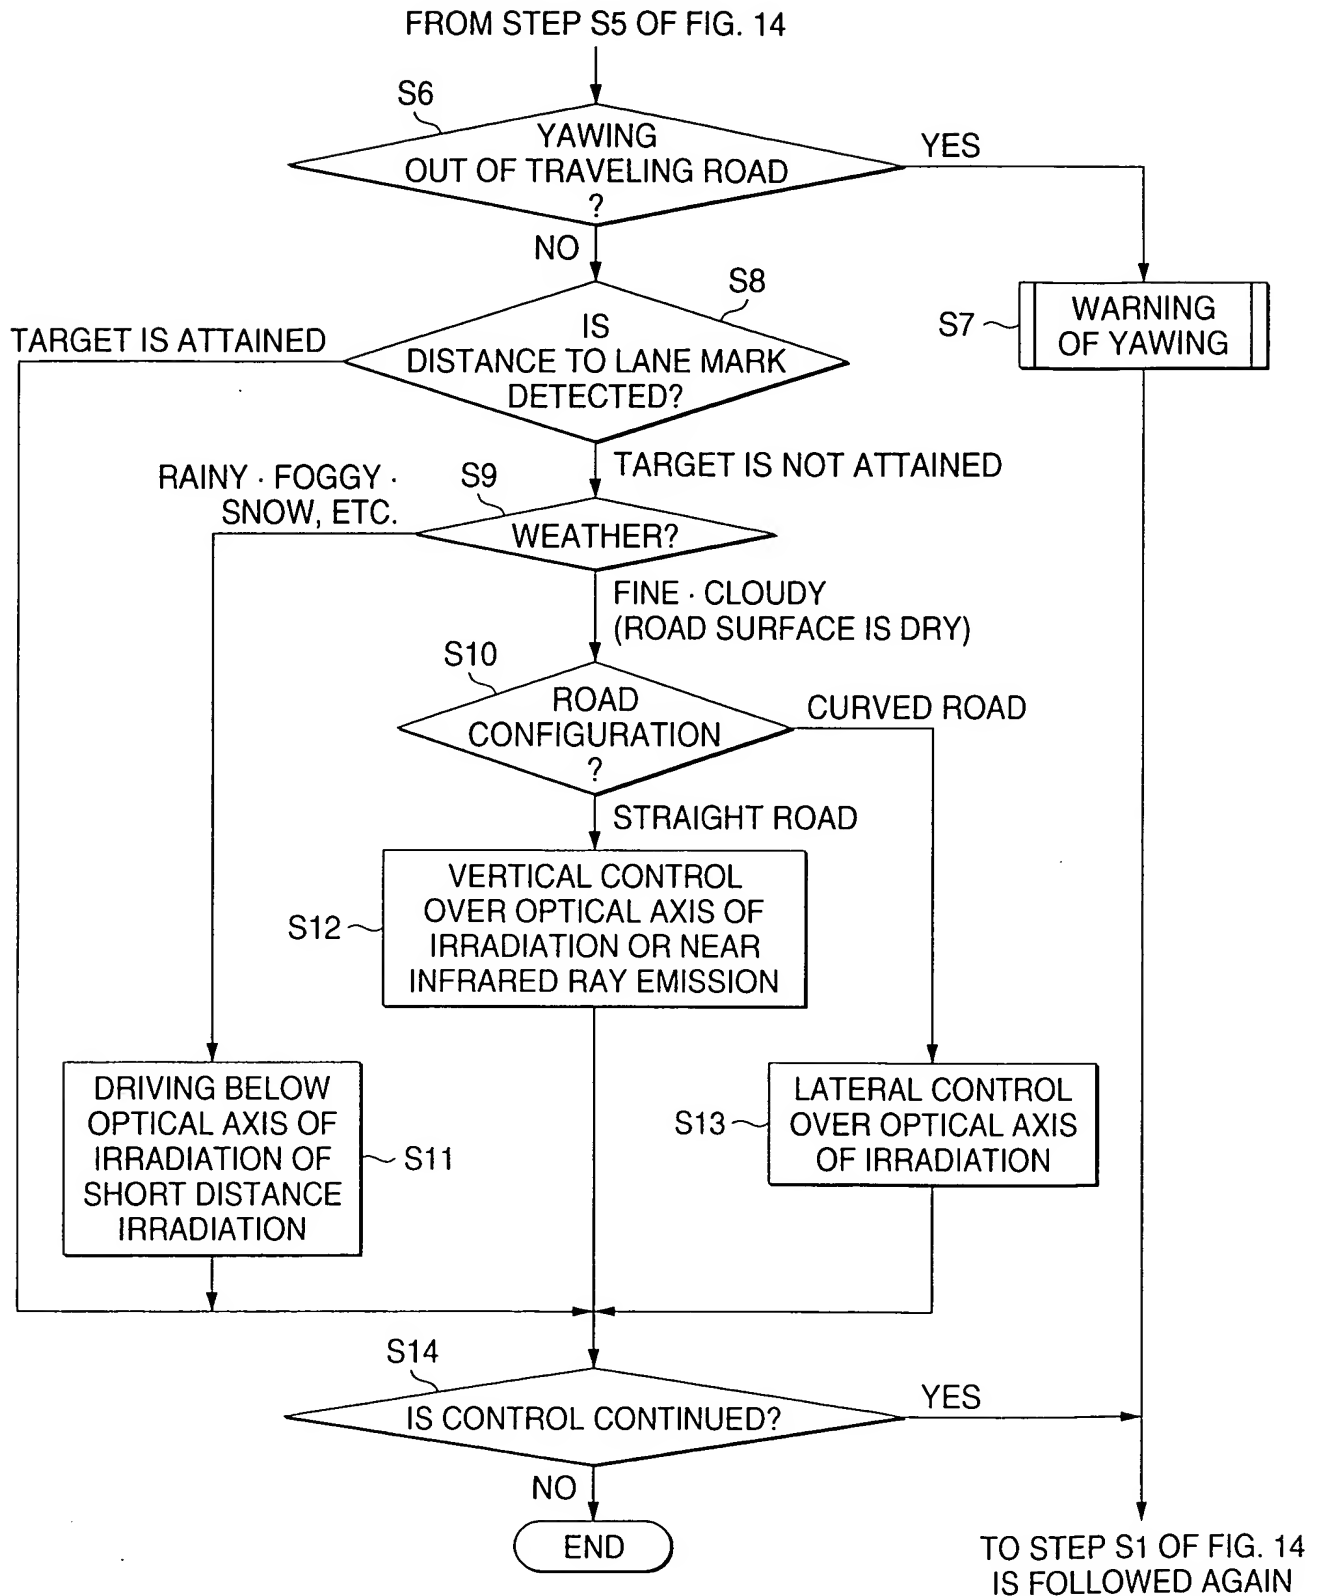 FROM STEP S5 OF FIG. 14
S6
YAWING
OUT OF TRAVELING ROAD
?
YES
NO
S8
S7
WARNING
OF YAWING
TARGET IS ATTAINED
IS
DISTANCE TO LANE MARK
DETECTED?
TARGET IS NOT ATTAINED
RAINY · FOGGY ·
SNOW, ETC.
S9
WEATHER?
FINE · CLOUDY
(ROAD SURFACE IS DRY)
S10
ROAD
CONFIGURATION
?
CURVED ROAD
STRAIGHT ROAD
S12
VERTICAL CONTROL
OVER OPTICAL AXIS OF
IRRADIATION OR NEAR
INFRARED RAY EMISSION
DRIVING BELOW
OPTICAL AXIS OF
IRRADIATION OF
SHORT DISTANCE
IRRADIATION
S11
S13
LATERAL CONTROL
OVER OPTICAL AXIS
OF IRRADIATION
S14
IS CONTROL CONTINUED?
YES
NO
END
TO STEP S1 OF FIG. 14
IS FOLLOWED AGAIN